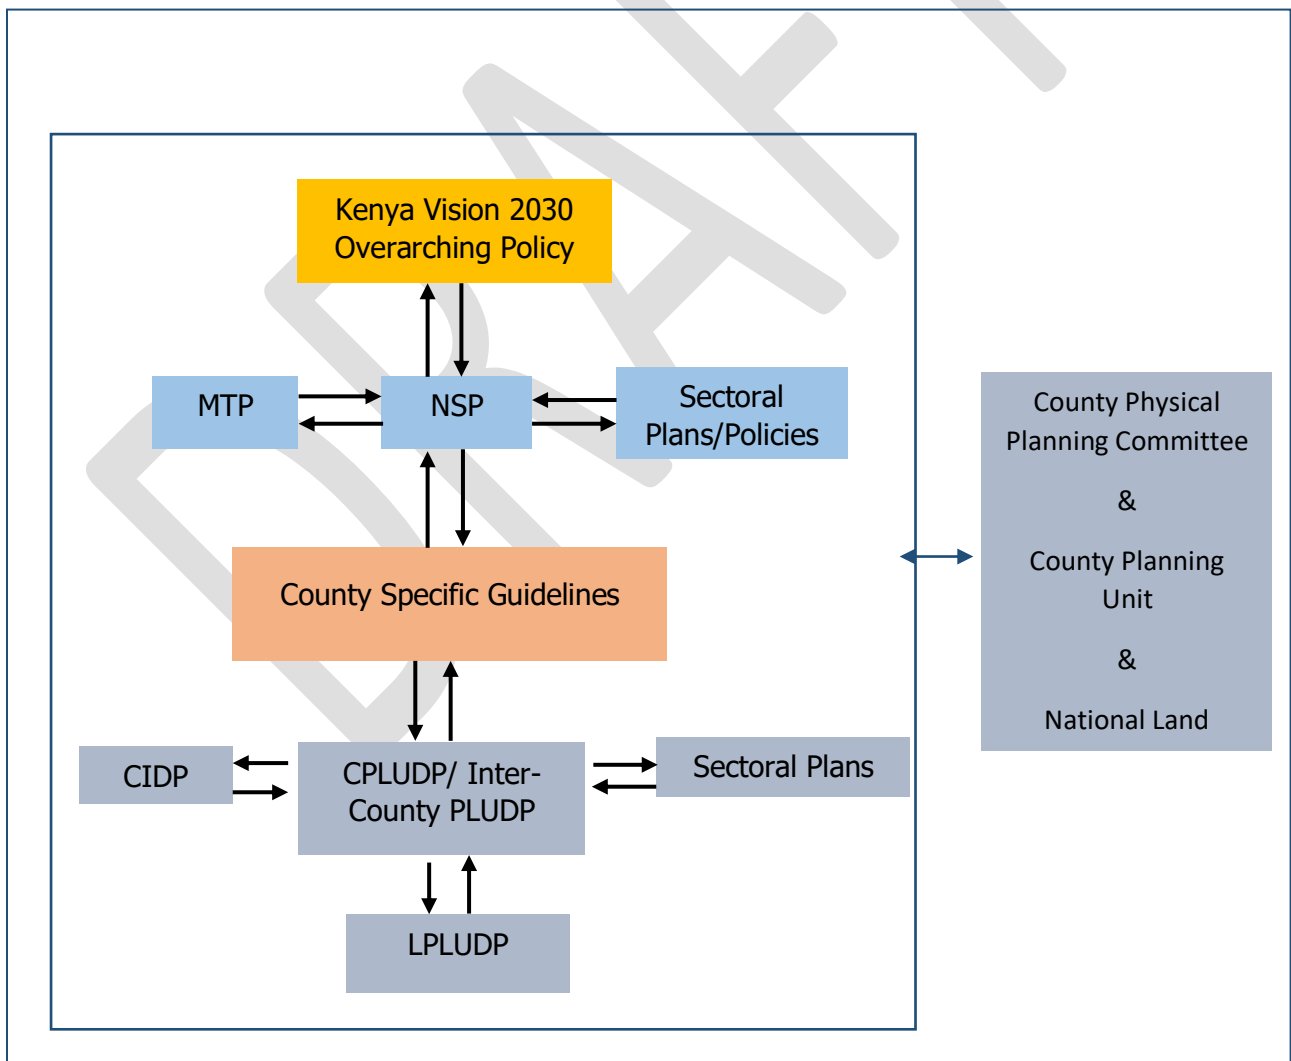 DRAFT
Kenya Vision 2030
Overarching Policy
MTP
NSP
Sectoral
Plans/Policies
County Specific Guidelines
CIDP
CPLUDP/ Inter-
County PLUDP
Sectoral Plans
LPLUDP
County Physical
Planning Committee
&
County Planning
Unit
&
National Land